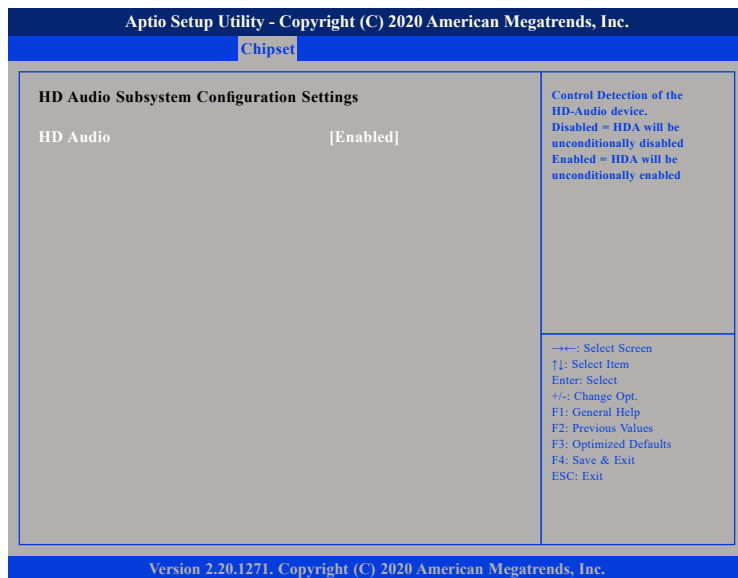 Aptio Setup Utility - Copyright (C) 2020 American Megatrends, Inc.
Chipset
HD Audio Subsystem Configuration Settings
HD Audio [Enabled]
Control Detection of the
HD-Audio device.
Disabled = HDA will be
unconditionally disabled
Enabled = HDA will be
unconditionally enabled
→←: Select Screen
↑↓: Select Item
Enter: Select
+/-: Change Opt.
F1: General Help
F2: Previous Values
F3: Optimized Defaults
F4: Save & Exit
ESC: Exit
Version 2.20.1271. Copyright (C) 2020 American Megatrends, Inc.